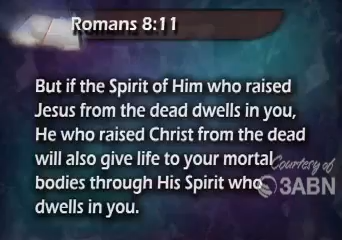 Romans 8:11
But if the Spirit of Him who raised
Jesus from the dead dwells in you,
He who raised Christ from the dead
will also give life to your mortal
bodies through His Spirit who
dwells in you.
Courtesy of
3ABN